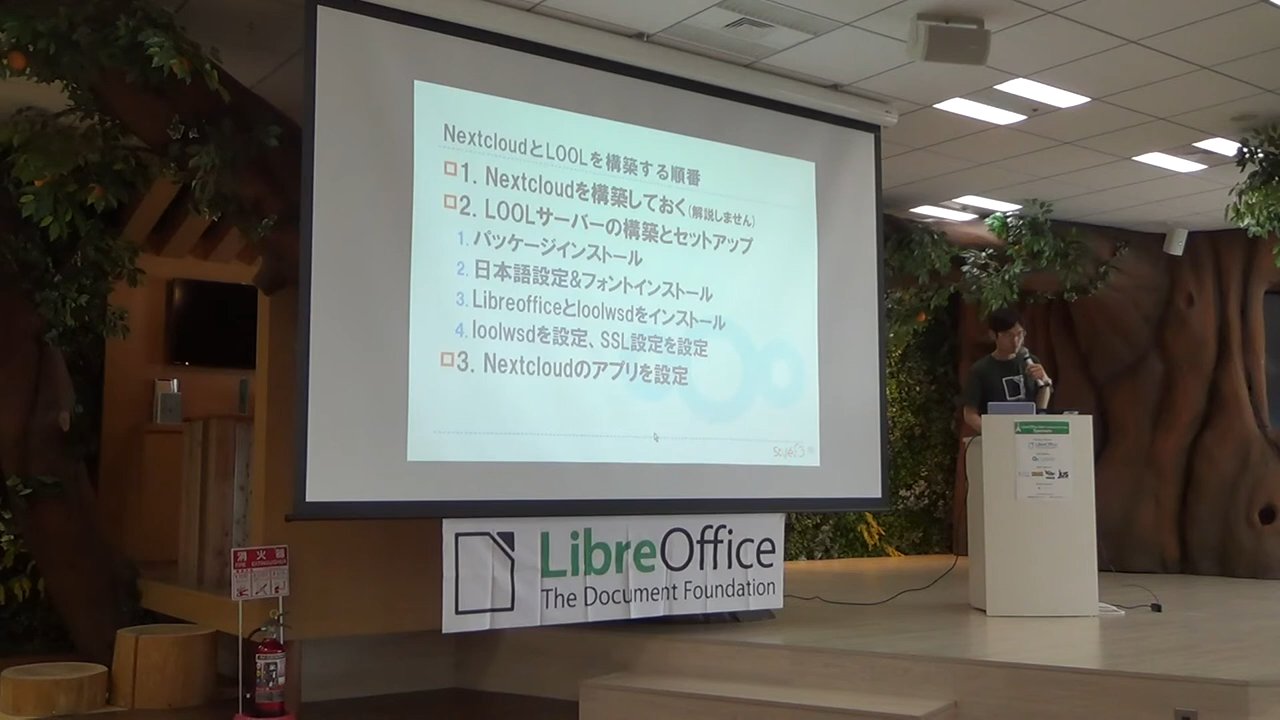 NextcloudとLOOLを構築する順番
1. Nextcloudを構築しておく(解説しません)
2. LOOLサーバーの構築とセットアップ
1. パッケージインストール
2. 日本語設定&フォントインストール
3. Libreofficeとloolwsdをインストール
4. loolwsdを設定、SSL設定を設定
3. Nextcloudのアプリを設定
LibreOffice
The Document Foundation
消火器
FIRE EXTINGUISHER
LibreOffice